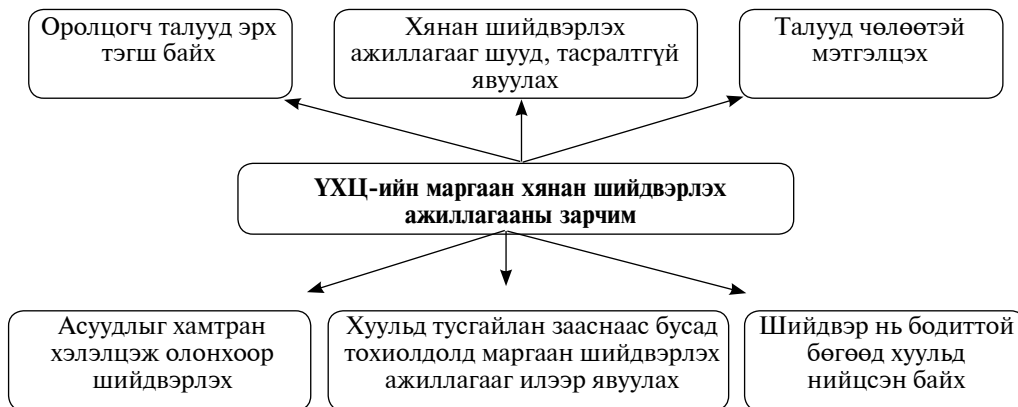 Оролцогч талууд эрх
тэгш байх
Хянан шийдвэрлэх
ажиллагааг шууд, тасралтгүй
явуулах
Талууд чөлөөтэй
мэтгэлцэх
ҮХЦ-ийн маргаан хянан шийдвэрлэх
ажиллагааны зарчим
Асуудлыг хамтран
хэлэлцэж олонхоор
шийдвэрлэх
Хуульд тусгайлан зааснаас бусад
тохиолдолд маргаан шийдвэрлэх
ажиллагааг илээр явуулах
Шийдвэр нь бодиттой
бөгөөд хуульд
нийцсэн байх